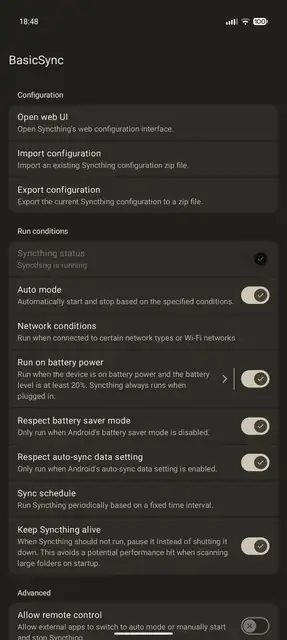 18:48
100
BasicSync
Configuration
Open web UI
Open Syncthing's web configuration interface.
Import configuration
Import an existing Syncthing configuration zip file.
Export configuration
Export the current Syncthing configuration to a zip file.
Run conditions
Syncthing status
Syncthing is running
Auto mode
Automatically start and stop based on the specified conditions.
Network conditions
Run when connected to certain network types or Wi-Fi networks
Run on battery power
Run when the device is on battery power and the battery
level is at least 20%. Syncthing always runs when
plugged in.
Respect battery saver mode
Only run when Android's battery saver mode is disabled.
Respect auto-sync data setting
Only run when Android's auto-sync data setting is enabled.
Sync schedule
Run Syncthing periodically based on a fixed time interval.
Keep Syncthing alive
When Syncthing should not run, pause it instead of shutting it
down. This avoids a potential performance hit when scanning
large folders on startup.
Advanced
Allow remote control
Allow external apps to switch to auto mode or manually start
and stop Syncthing.